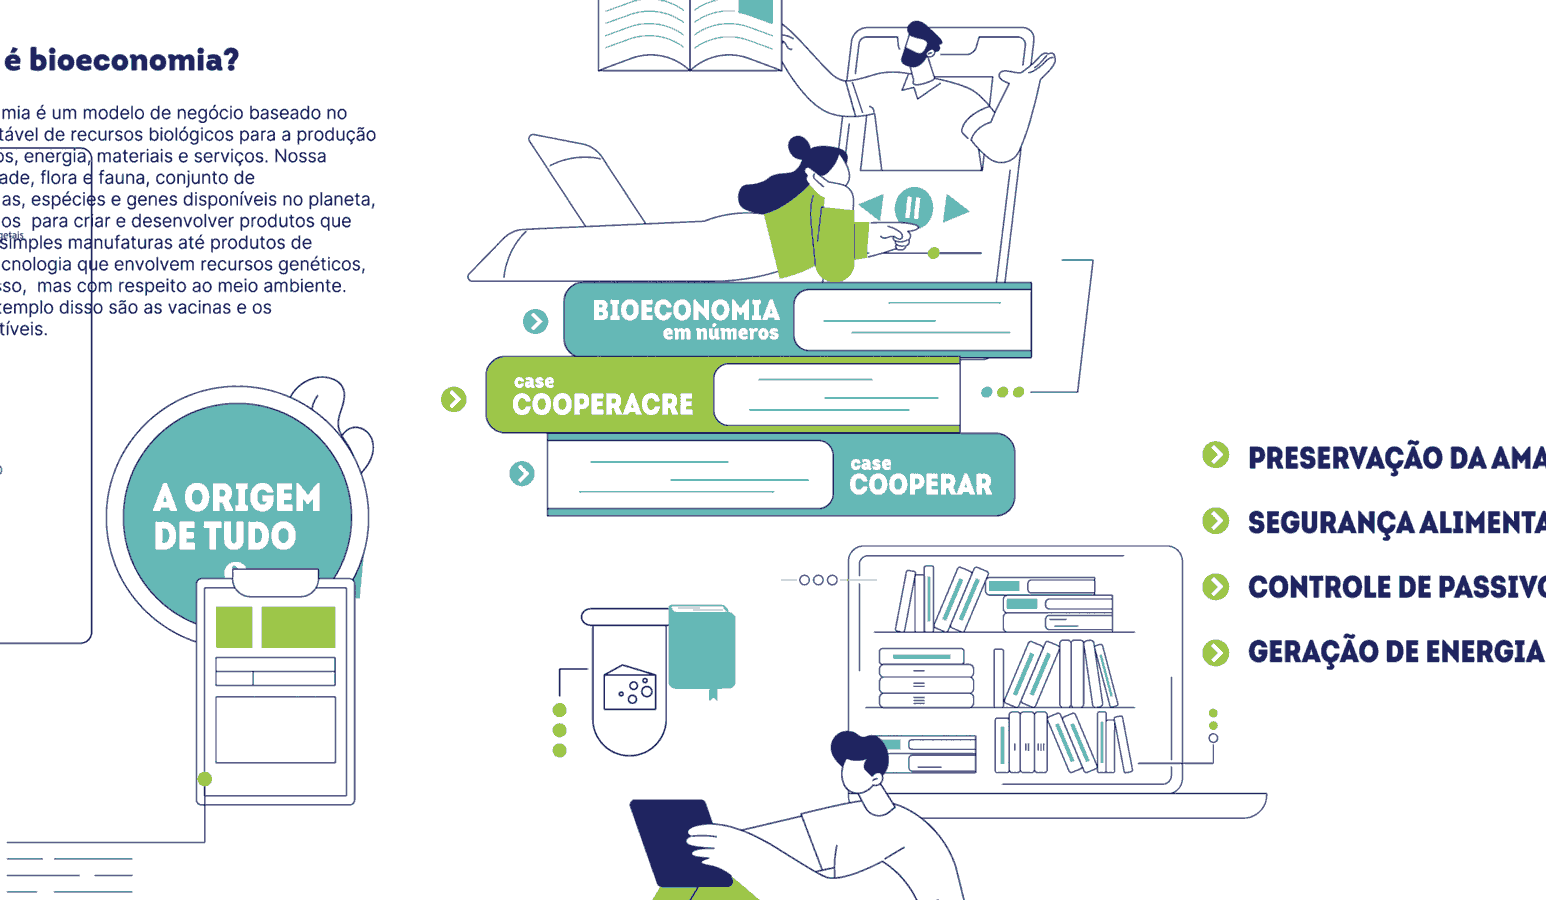 é bioeconomia?
mia é um modelo de negócio baseado no
tável de recursos biológicos para a produção
os, energia, materiais e serviços. Nossa
ade, flora e fauna, conjunto de
as, espécies e genes disponíveis no planeta,
os para criar e desenvolver produtos que
simples manufaturas até produtos de
cnologia que envolvem recursos genéticos,
sso, mas com respeito ao meio ambiente.
xemplo disso são as vacinas e os
tíveis.
A ORIGEM
DE TUDO
BIOECONOMIA
em números
case
COOPERACRE
case
COOPERAR
PRESERVAÇÃO DA AMA
SEGURANÇA ALIMENTA
CONTROLE DE PASSIVO
GERAÇÃO DE ENERGIA